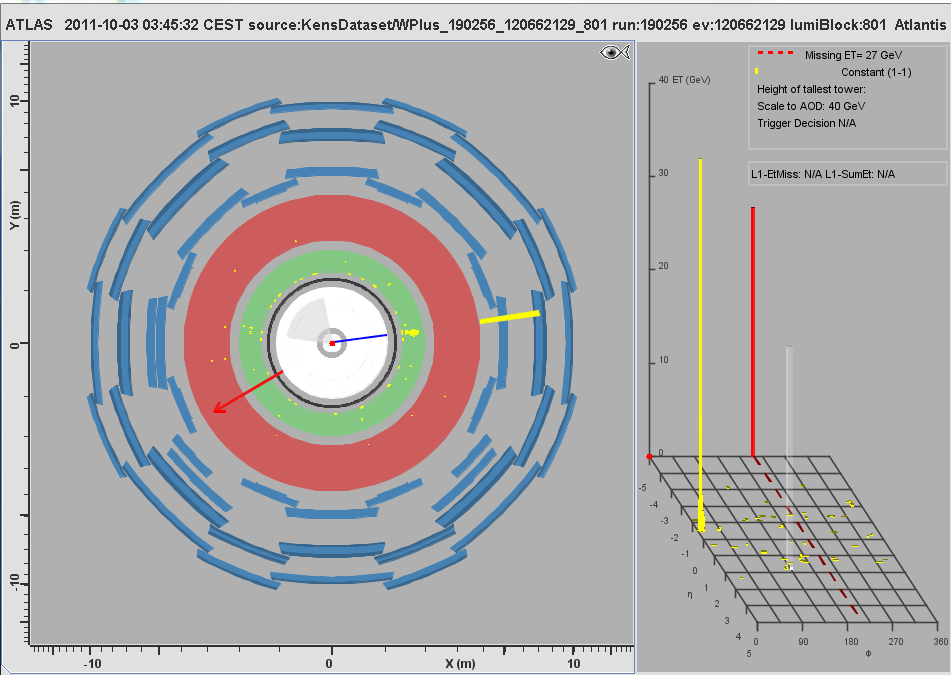 ATLAS 2011-10-03 03:45:32 CEST source:KensDataset/WPlus_190256_120662129_801 run:190256 ev:120662129 lumiBlock:801 Atlantis
Missing ET= 27 GeV
Constant (1-1)
Height of tallest tower:
Scale to AOD: 40 GeV
Trigger Decision N/A
L1-EtMiss: N/A L1-SumEt: N/A
40 ET (GeV)
30
20
10
0
-5
-4
-3
-2
-1
0
1
2
3
4
5
η
0 90 180 270 360
ϕ
10
Y (m)
0
-10
-10 0 X (m) 10